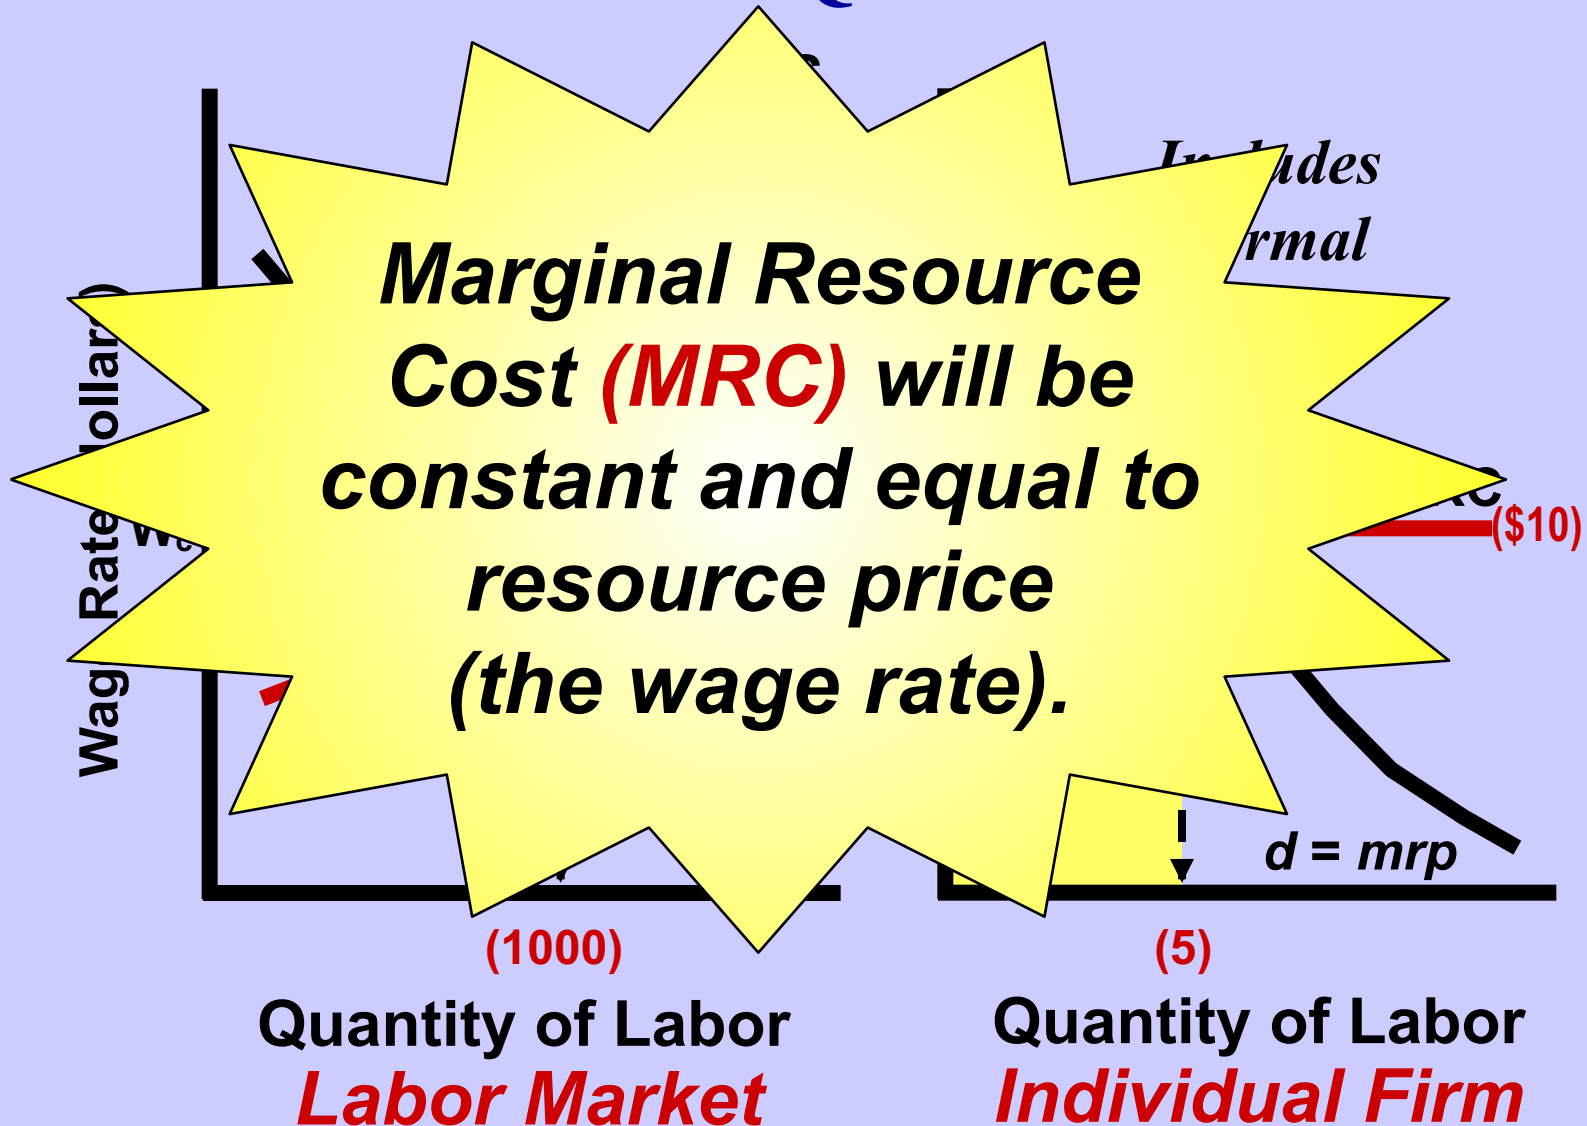 Marginal Resource
Cost (MRC) will be
constant and equal to
resource price
(the wage rate).
($10)
d = mrp
(1000)
(5)
Quantity of Labor
Quantity of Labor
Labor Market
Individual Firm